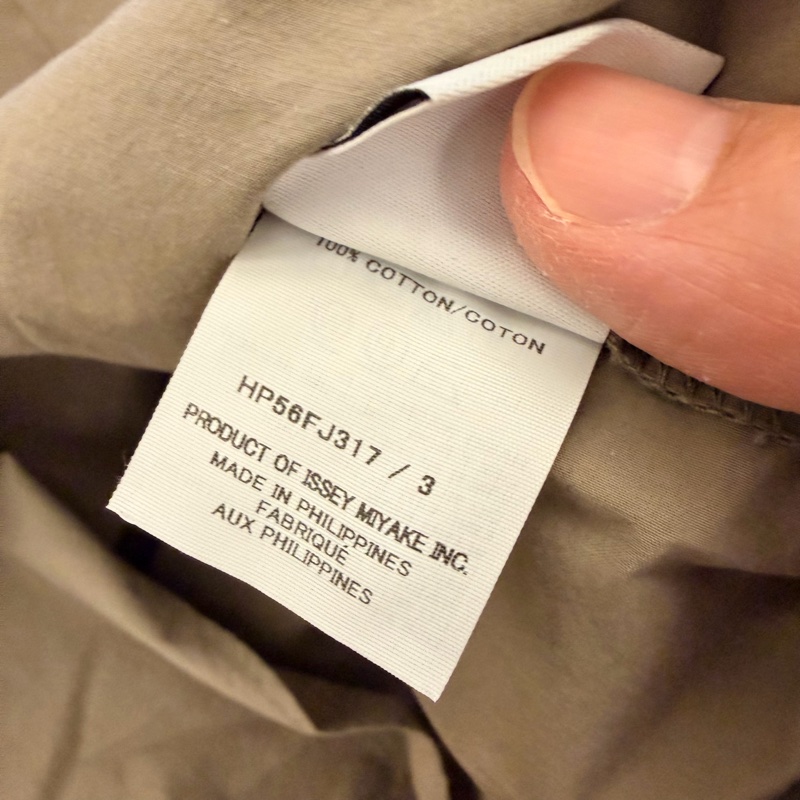 100% COTTON/COTON
HP56FJ317 / 3
PRODUCT OF ISSEY MIYAKE INC.
MADE IN PHILIPPINES
FABRIQUÉ
AUX PHILIPPINES